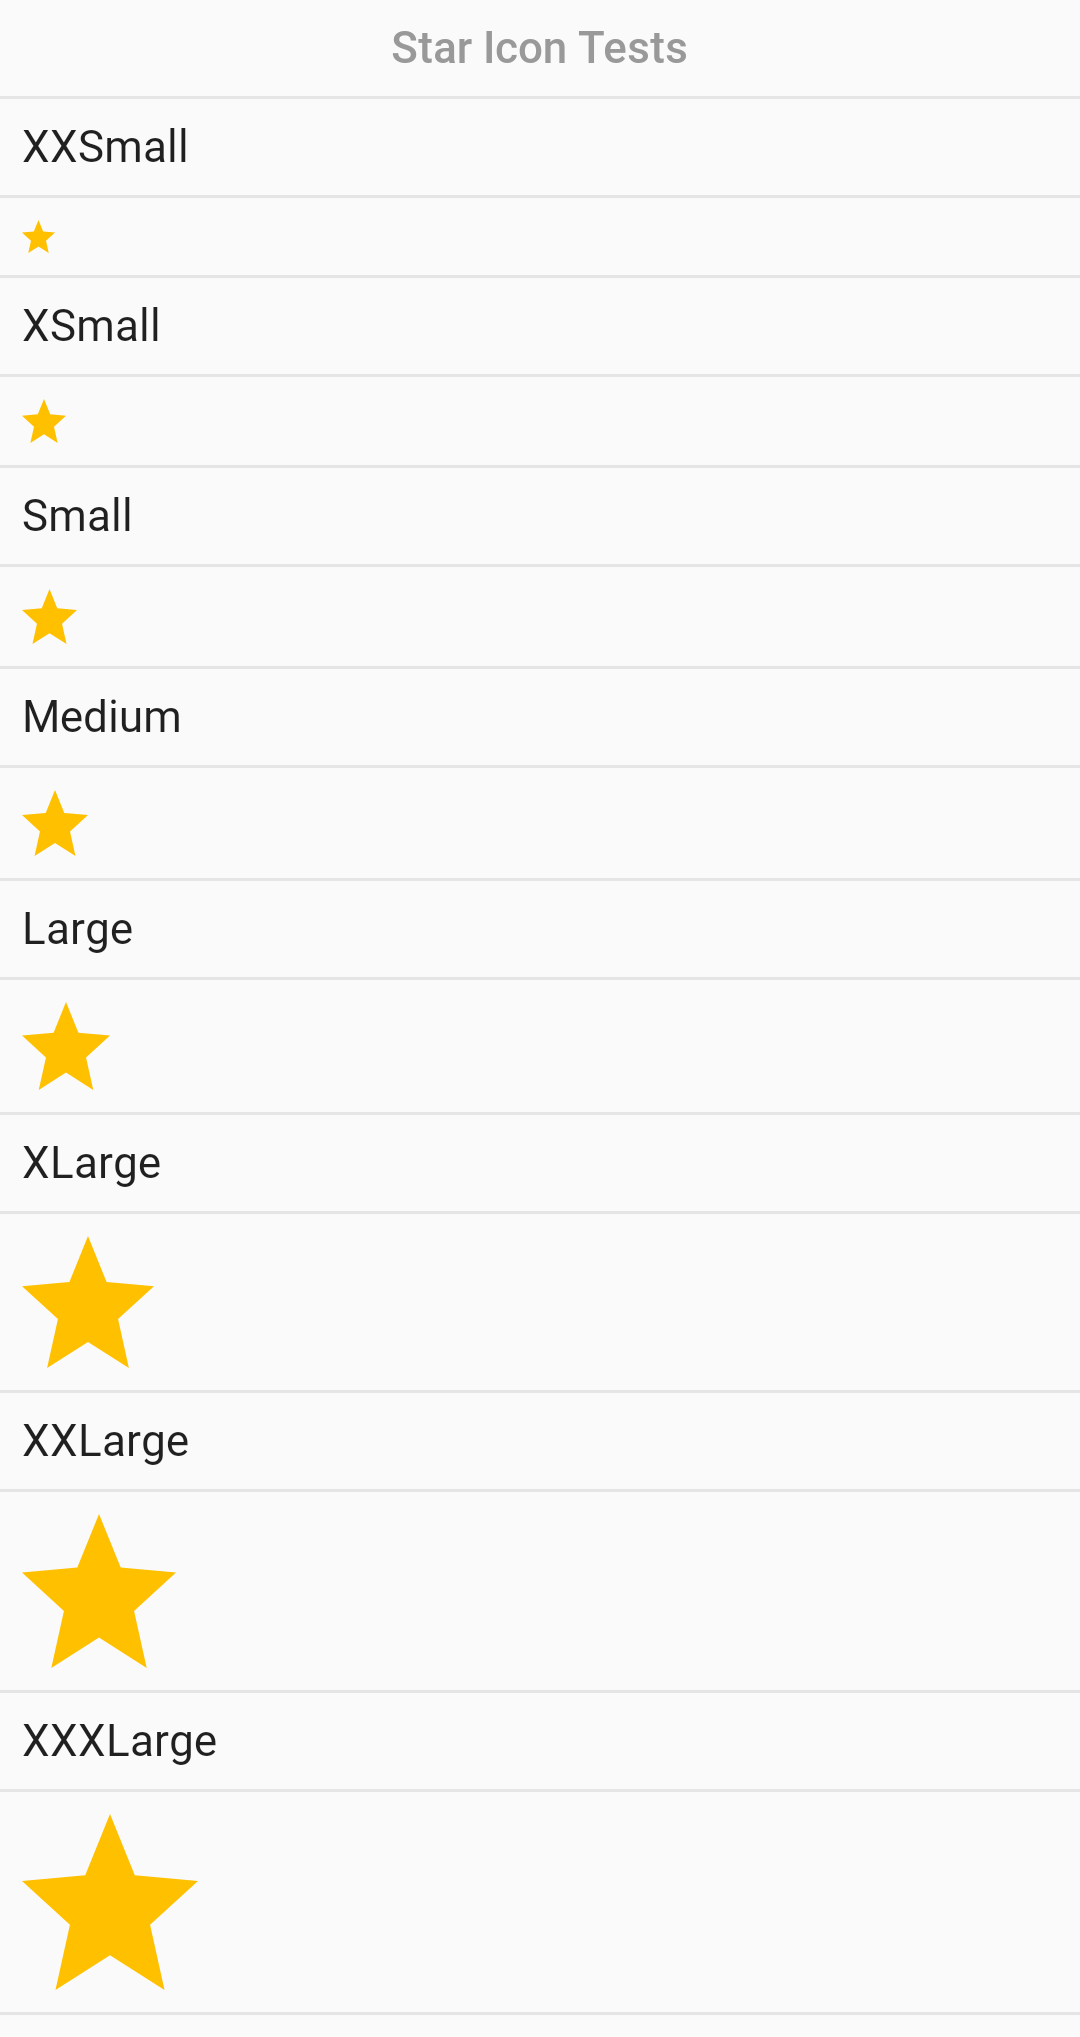 Star Icon Tests
XXSmall
XSmall
Small
Medium
Large
XLarge
XXLarge
XXXLarge